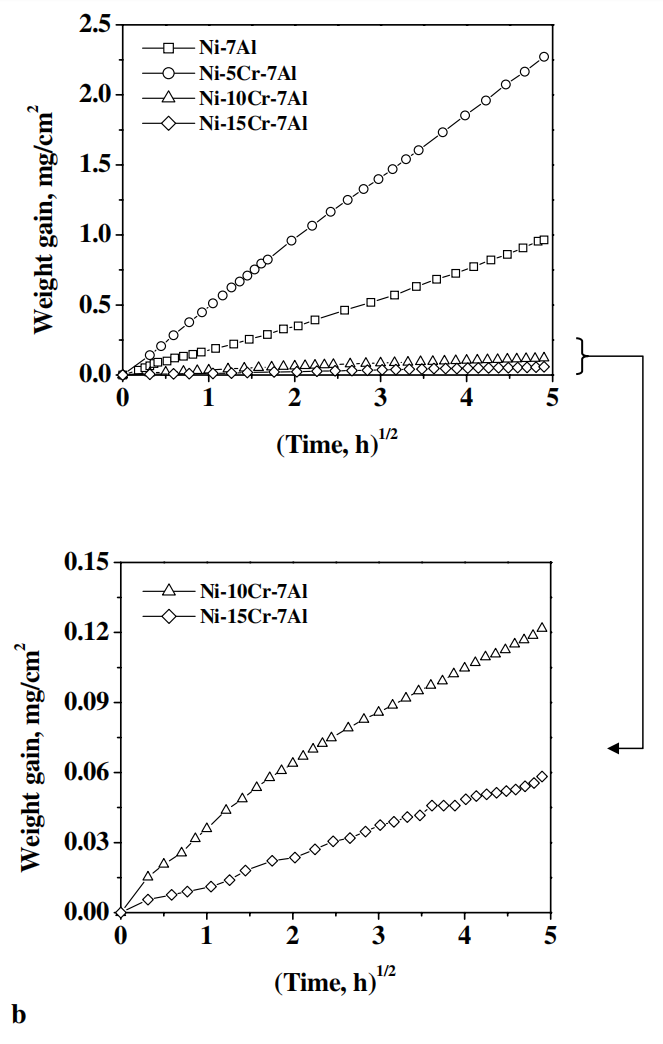 2.5
2.0
1.5
1.0
0.5
0.0
Weight gain, mg/cm²
Ni-7Al
Ni-5Cr-7Al
Ni-10Cr-7Al
Ni-15Cr-7Al
0 1 2 3 4 5
(Time, h)^1/2
0.15
0.12
0.09
0.06
0.03
0.00
Weight gain, mg/cm²
Ni-10Cr-7Al
Ni-15Cr-7Al
0 1 2 3 4 5
(Time, h)^1/2
b